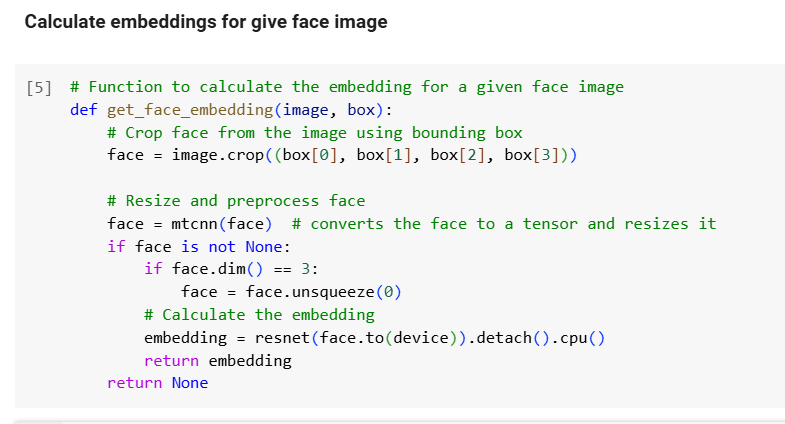 Calculate embeddings for give face image
[5] # Function to calculate the embedding for a given face image
def get_face_embedding(image, box):
    # Crop face from the image using bounding box
    face = image.crop((box[0], box[1], box[2], box[3]))

    # Resize and preprocess face
    face = mtcnn(face)  # converts the face to a tensor and resizes it
    if face is not None:
        if face.dim() == 3:
            face = face.unsqueeze(0)
        # Calculate the embedding
        embedding = resnet(face.to(device)).detach().cpu()
        return embedding
    return None